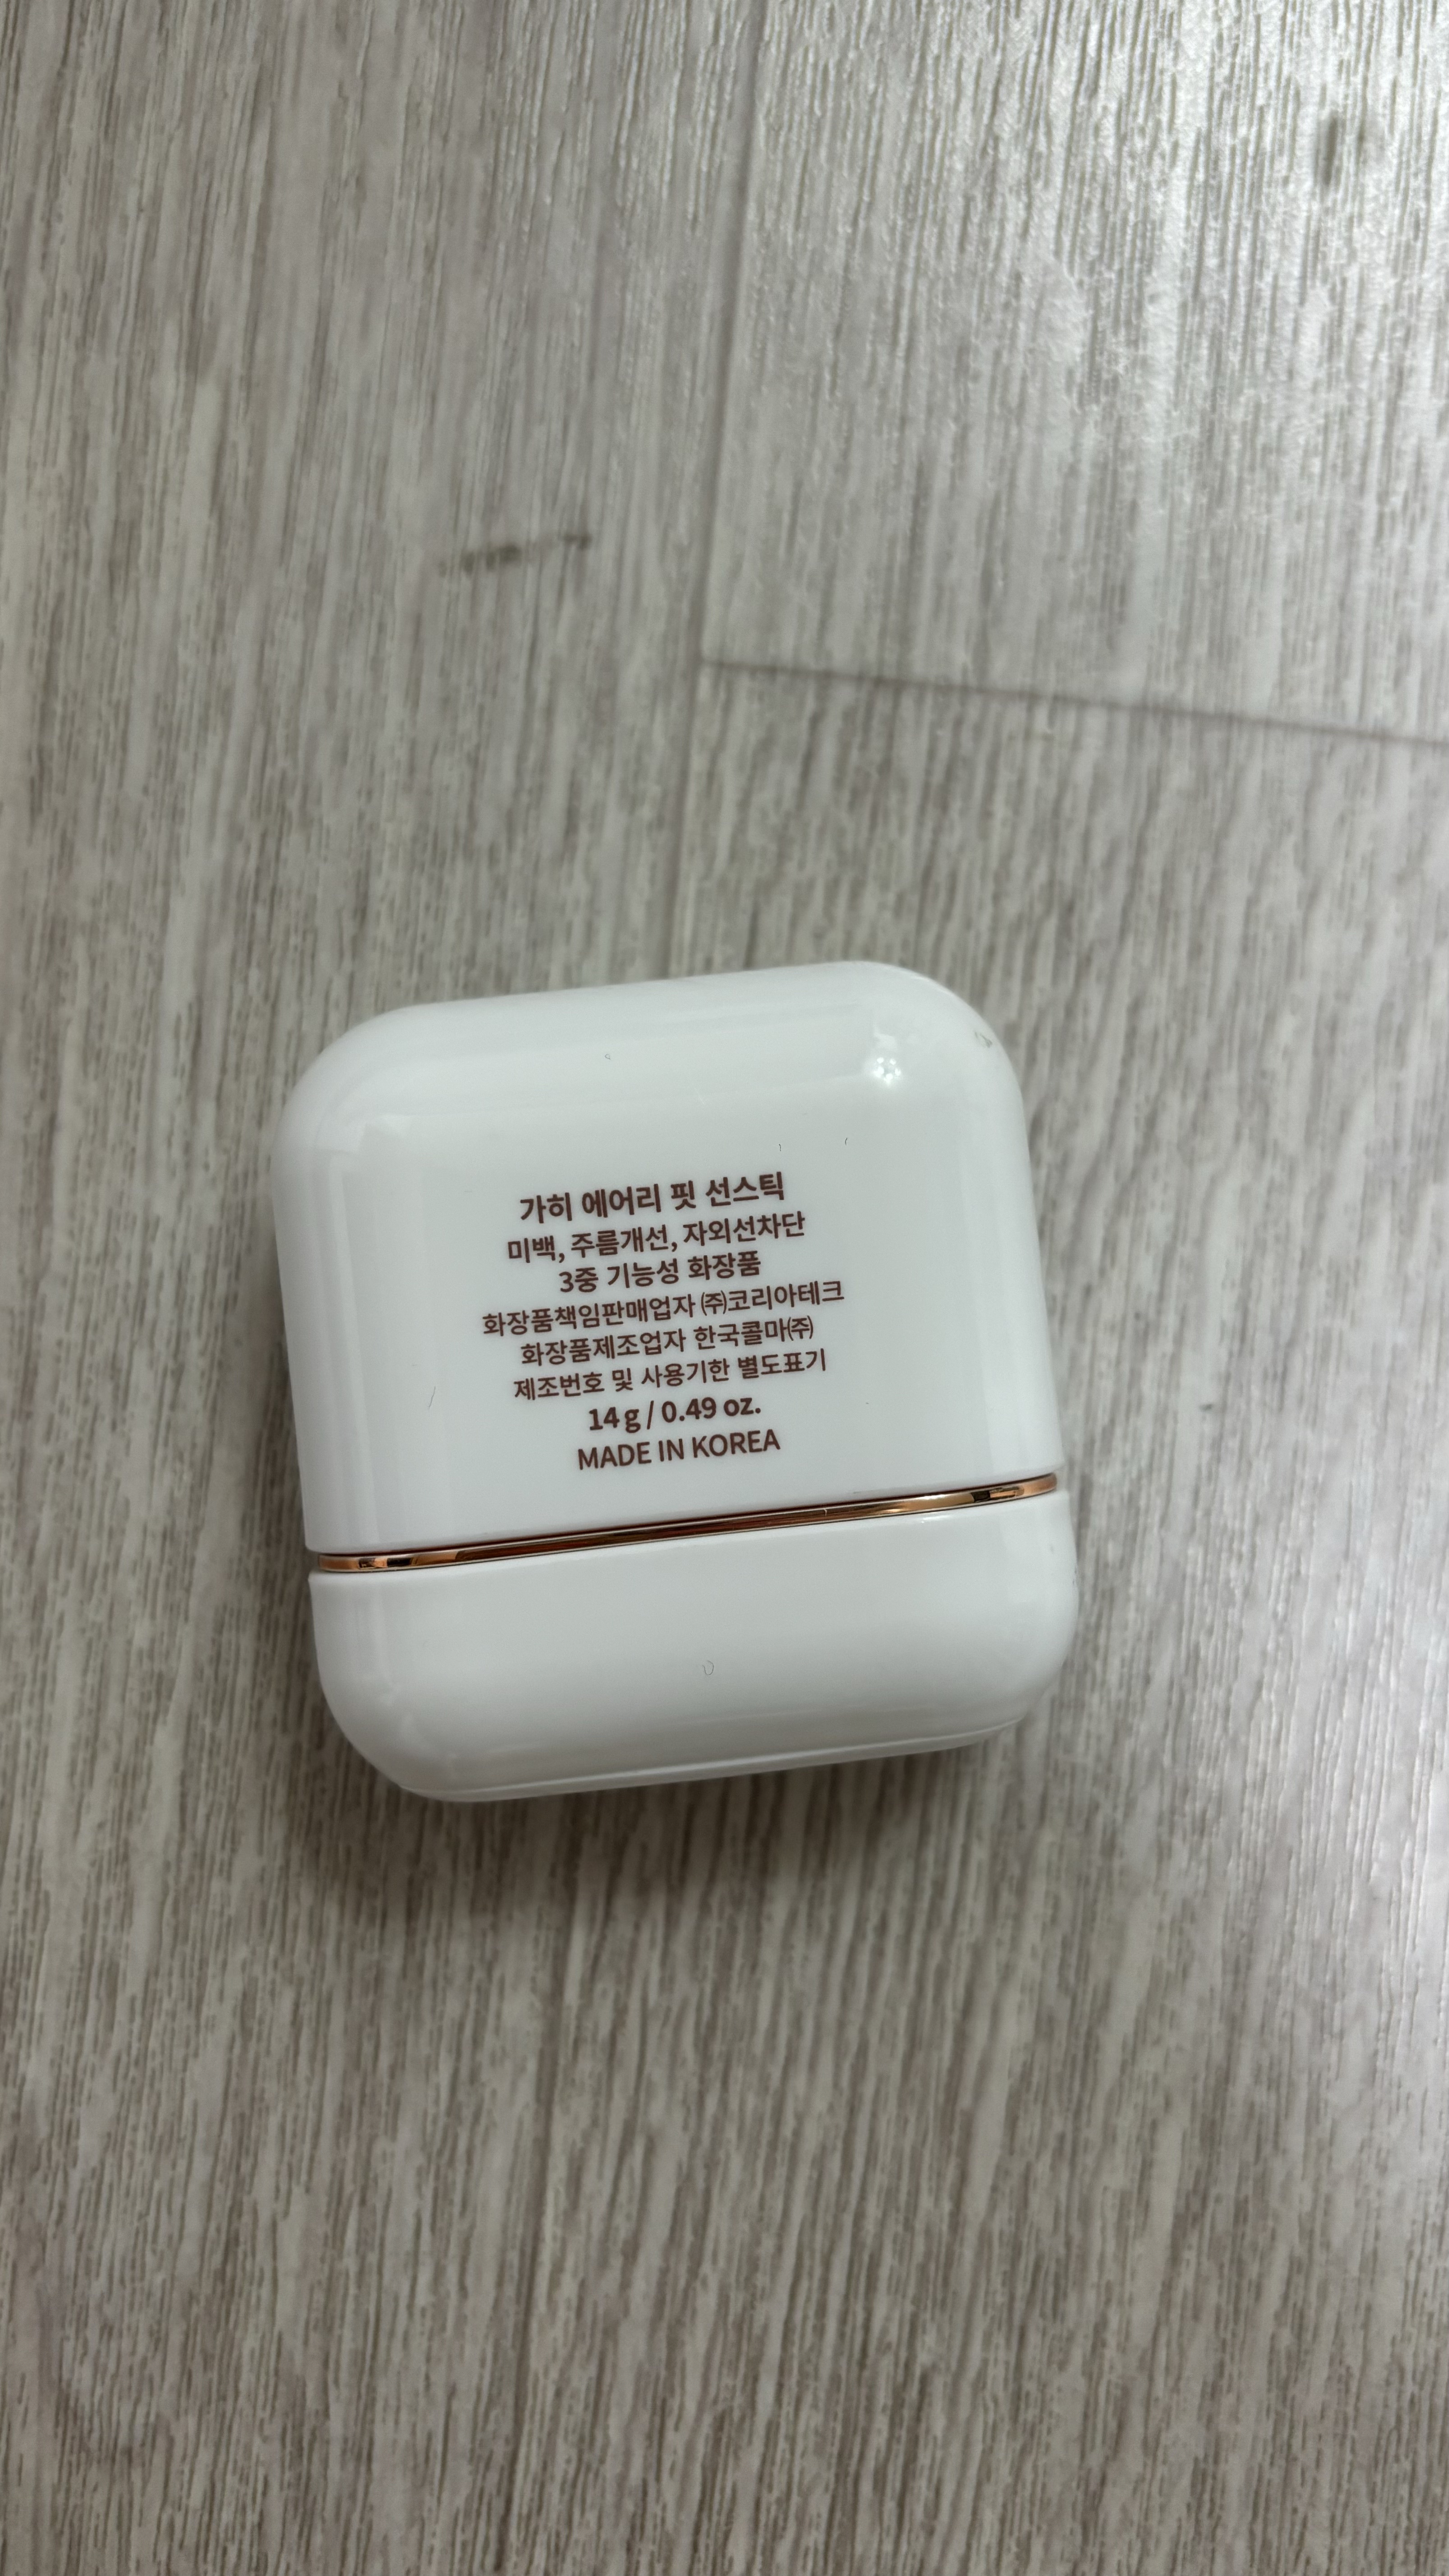 가히 에어리 핏 선스틱
미백, 주름개선, 자외선차단
3중 기능성 화장품
화장품책임판매업자 ㈜코리아테크
화장품제조업자 한국콜마㈜
제조번호 및 사용기한 별도표기
14 g / 0.49 oz.
MADE IN KOREA